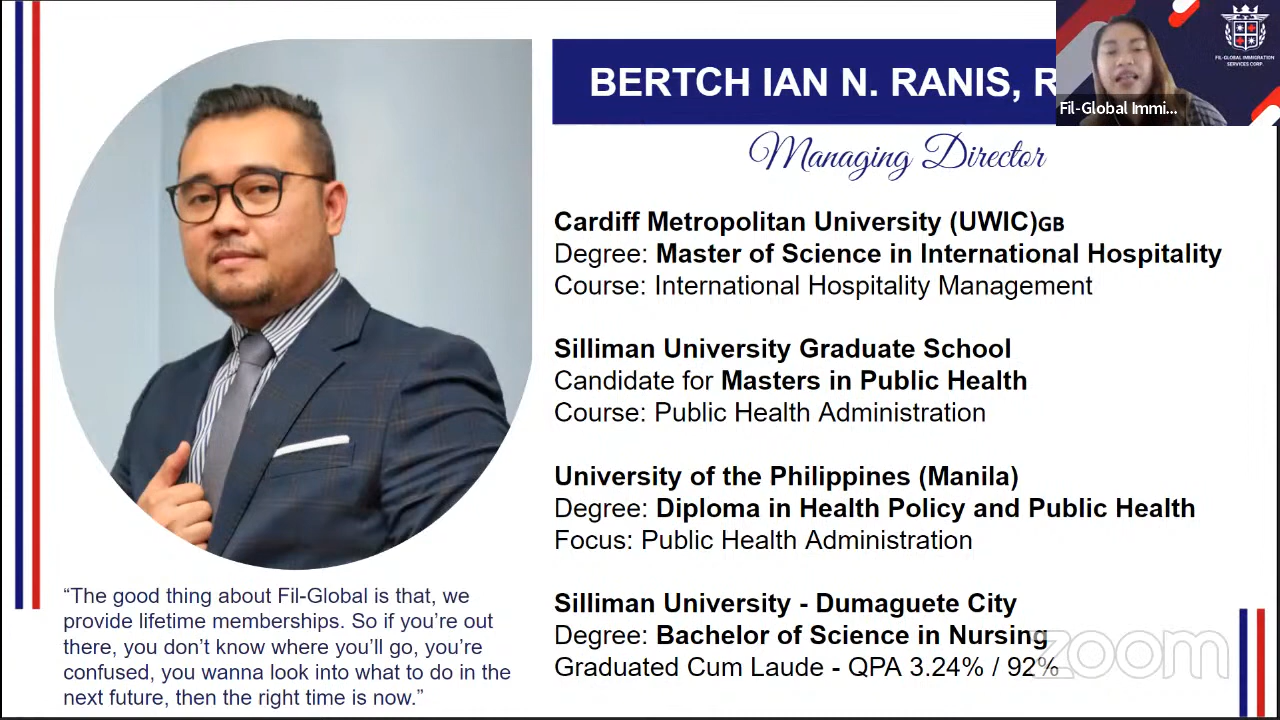 BERTCH IAN N. RANIS, R
Fil-Global Immi...
FIL-GLOBAL IMMIGRATION
SERVICES CORP.
Managing Director
Cardiff Metropolitan University (UWIC)GB
Degree: Master of Science in International Hospitality
Course: International Hospitality Management
Silliman University Graduate School
Candidate for Masters in Public Health
Course: Public Health Administration
University of the Philippines (Manila)
Degree: Diploma in Health Policy and Public Health
Focus: Public Health Administration
Silliman University - Dumaguete City
Degree: Bachelor of Science in Nursing
Graduated Cum Laude - QPA 3.24% / 92%
“The good thing about Fil-Global is that, we
provide lifetime memberships. So if you’re out
there, you don’t know where you’ll go, you’re
confused, you wanna look into what to do in the
next future, then the right time is now.”
zoom